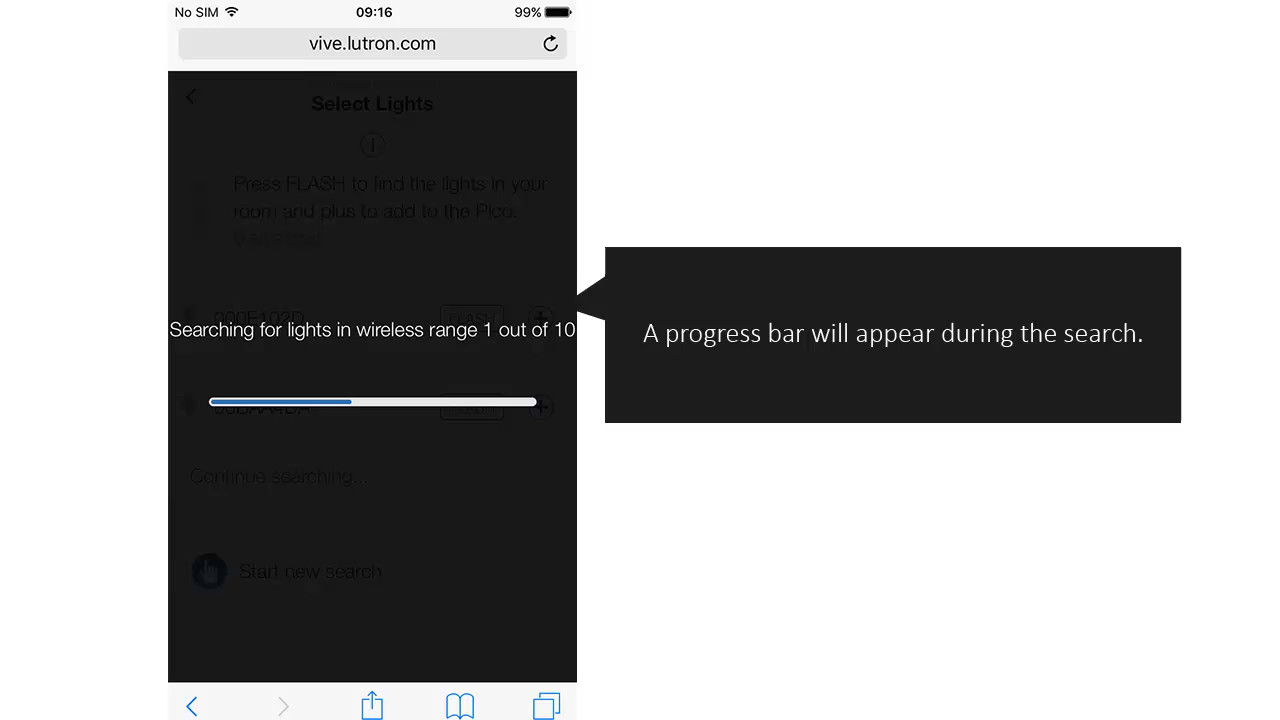 No SIM 09:16 99%
vive.lutron.com
Select Lights
Press FLASH to find the lights in your
room and plus to add to the Pico.
FLASH
Searching for lights in wireless range 1 out of 10
Continue searching...
Start new search
A progress bar will appear during the search.